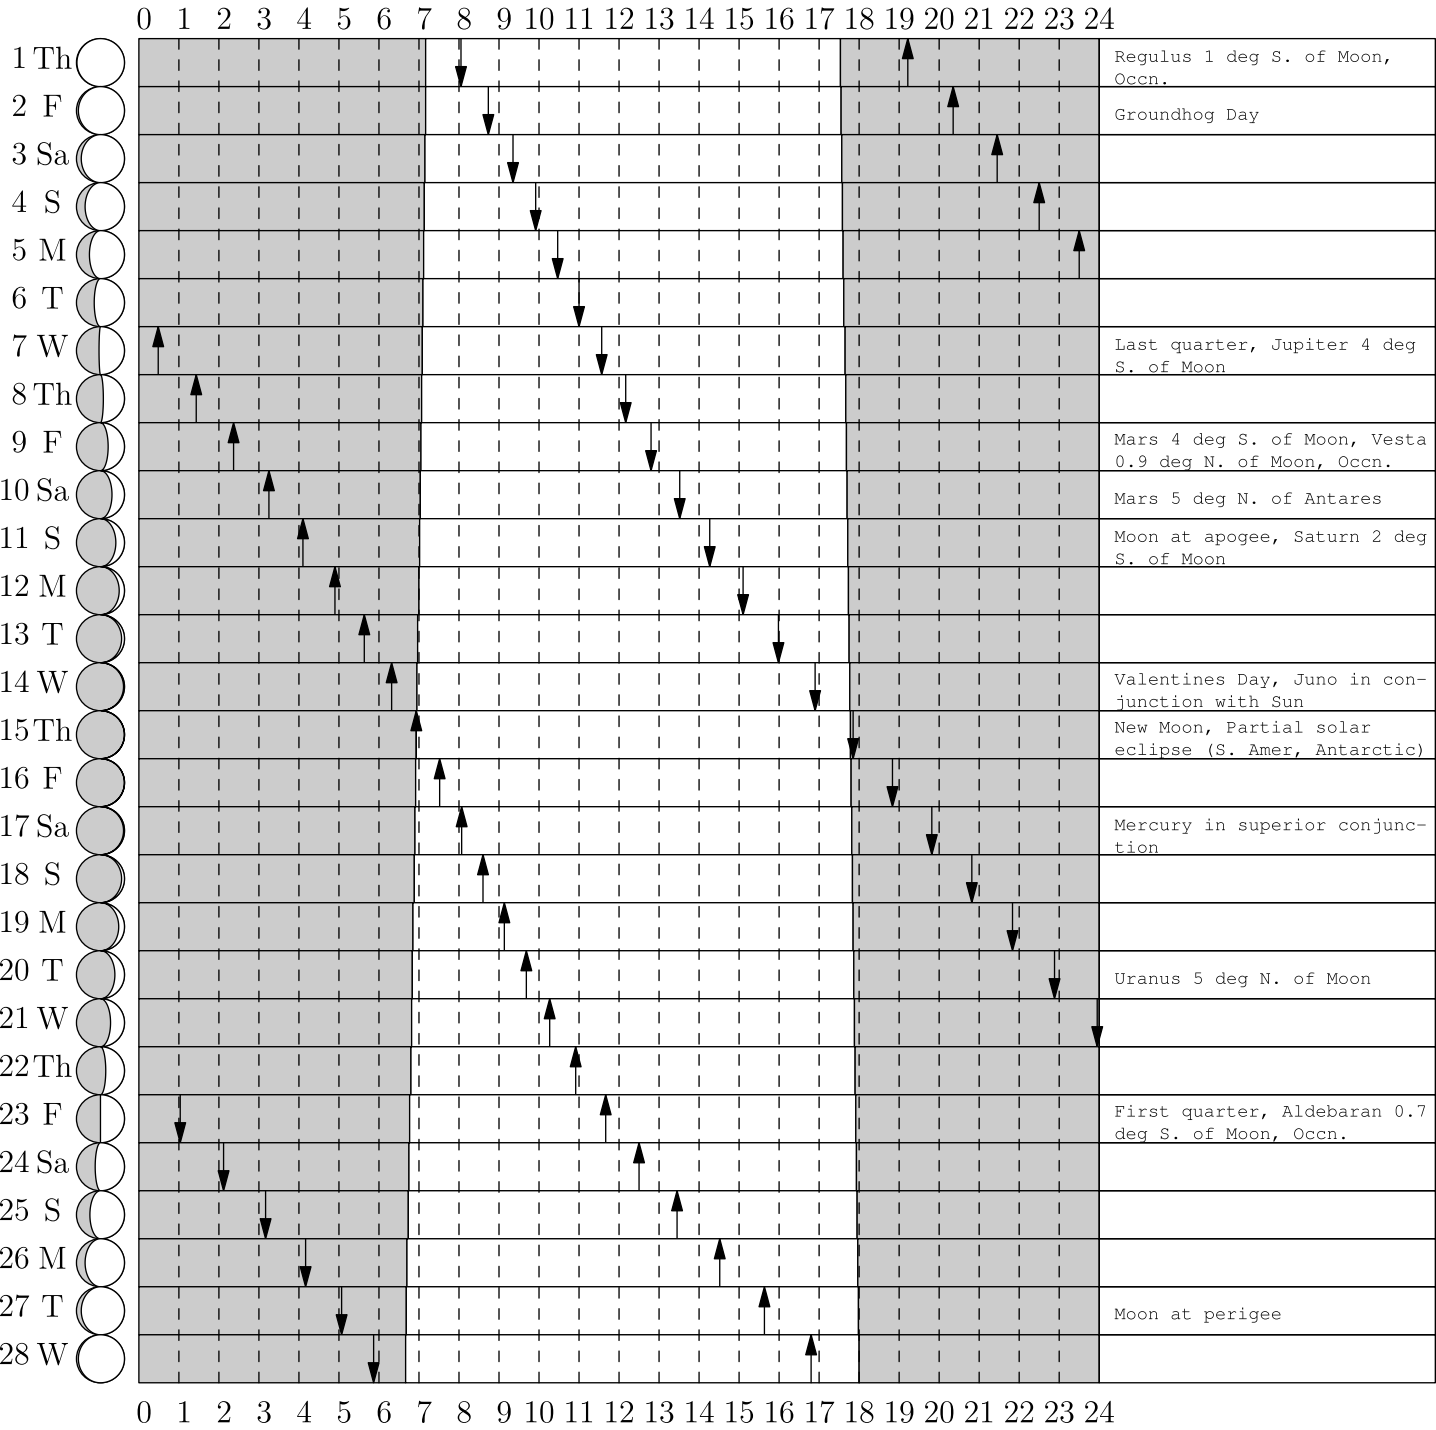 0 1 2 3 4 5 6 7 8 9 10 11 12 13 14 15 16 17 18 19 20 21 22 23 24
1 Th Regulus 1 deg S. of Moon,
Occn.
2 F Groundhog Day
3 Sa
4 S
5 M
6 T
7 W Last quarter, Jupiter 4 deg
S. of Moon
8 Th
9 F Mars 4 deg S. of Moon, Vesta
0.9 deg N. of Moon, Occn.
10 Sa Mars 5 deg N. of Antares
11 S Moon at apogee, Saturn 2 deg
S. of Moon
12 M
13 T
14 W Valentines Day, Juno in con-
junction with Sun
15 Th New Moon, Partial solar
eclipse (S. Amer, Antarctic)
16 F
17 Sa Mercury in superior conjunc-
tion
18 S
19 M
20 T Uranus 5 deg N. of Moon
21 W
22 Th
23 F First quarter, Aldebaran 0.7
deg S. of Moon, Occn.
24 Sa
25 S
26 M
27 T Moon at perigee
28 W
0 1 2 3 4 5 6 7 8 9 10 11 12 13 14 15 16 17 18 19 20 21 22 23 24